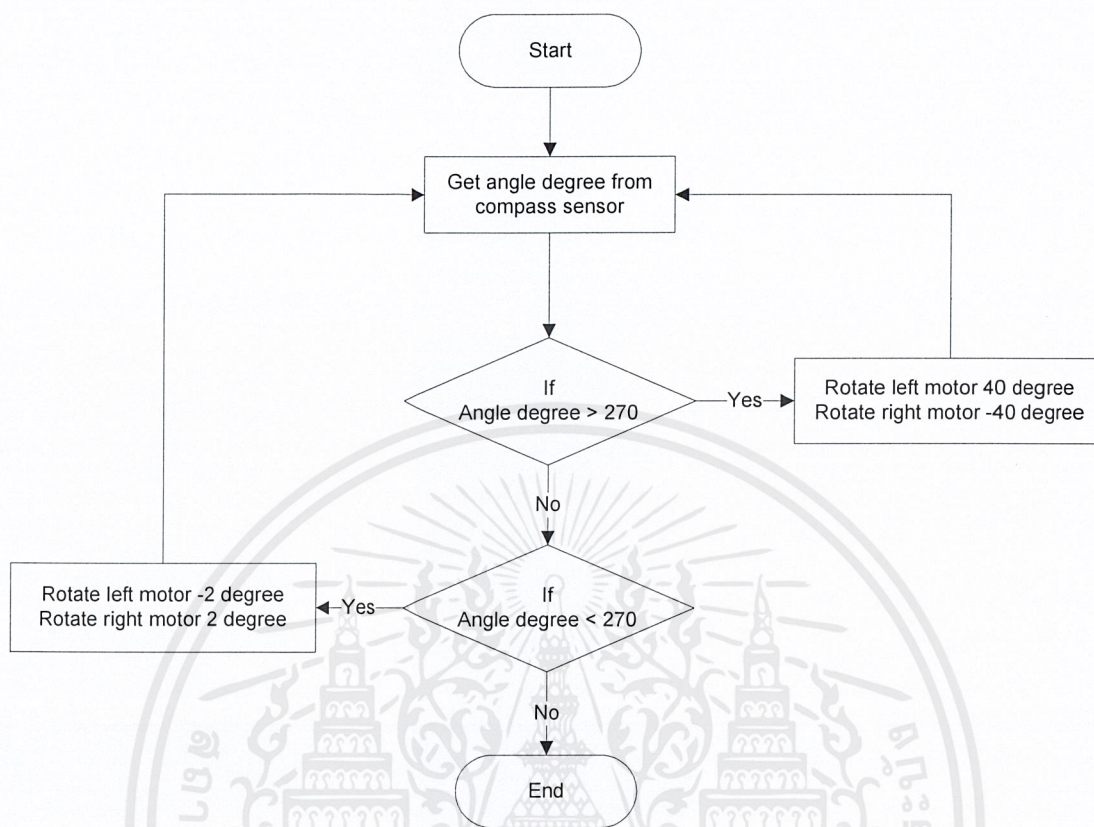 Start
Get angle degree from
compass sensor
If
Angle degree > 270
Yes
Rotate left motor 40 degree
Rotate right motor -40 degree
No
If
Angle degree < 270
Yes
Rotate left motor -2 degree
Rotate right motor 2 degree
No
End